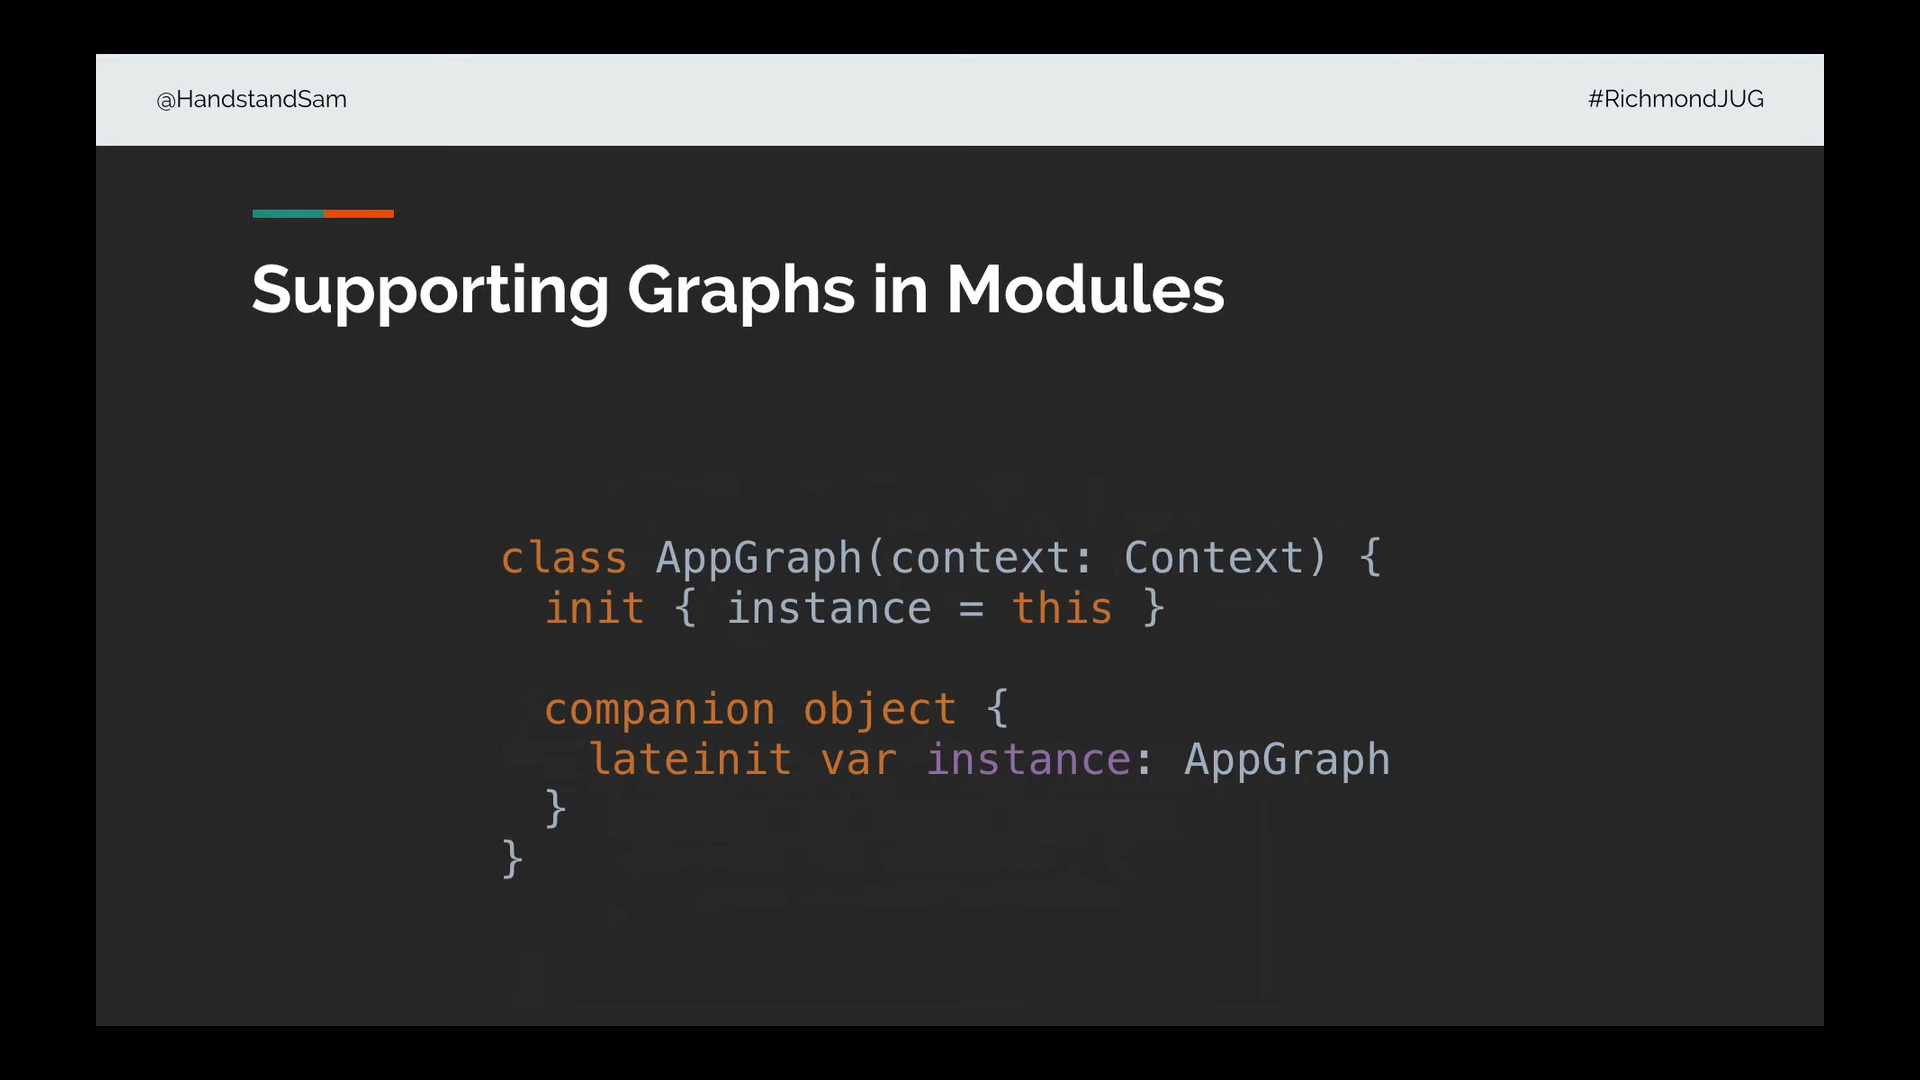 @HandstandSam
#RichmondJUG
Supporting Graphs in Modules
class AppGraph(context: Context) {
init { instance = this }
companion object {
lateinit var instance: AppGraph
}
}